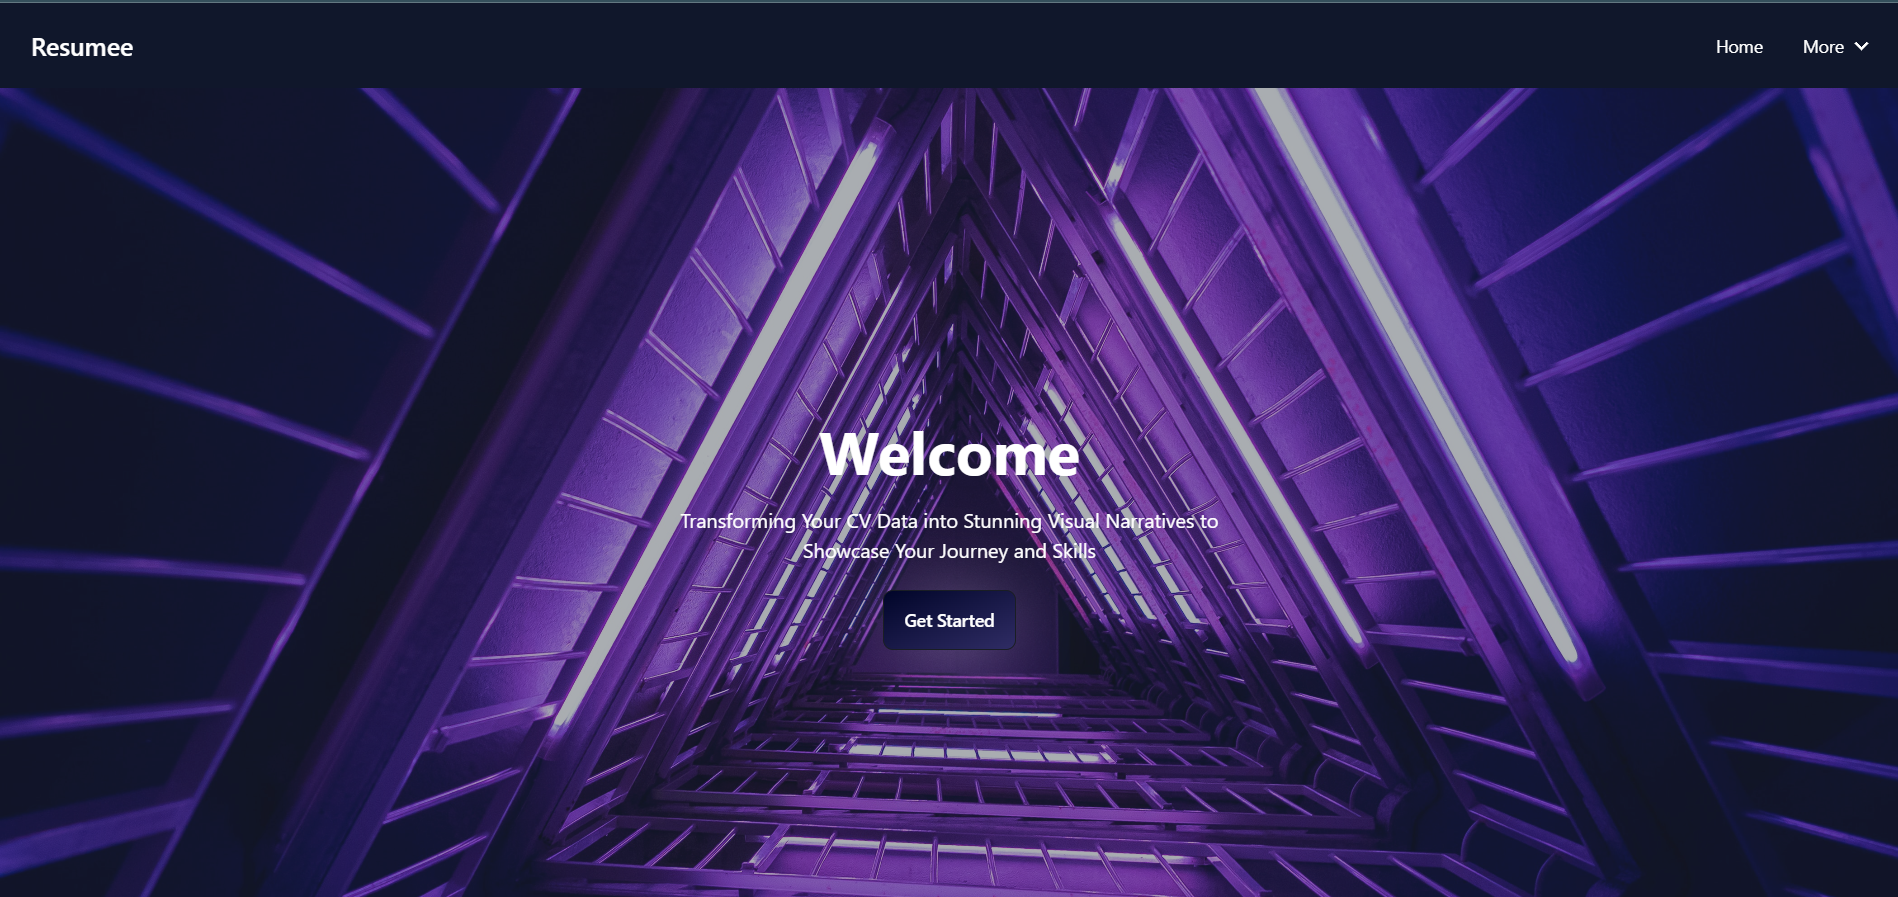 Resumee
Home
More
Welcome
Transforming Your CV Data into Stunning Visual Narratives to
Showcase Your Journey and Skills
Get Started